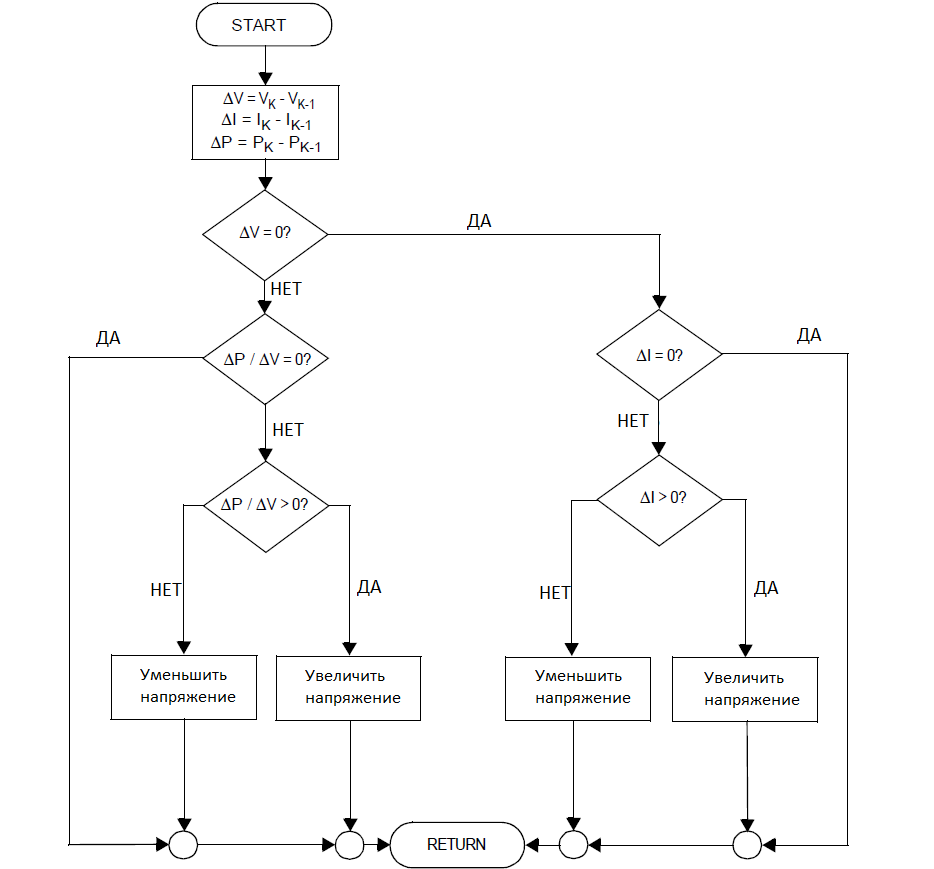 START
ΔV = VK - VK-1
ΔI = IK - IK-1
ΔP = PK - PK-1
ΔV = 0?
ДА
НЕТ
ДА
ΔP / ΔV = 0?
ΔI = 0?
ДА
НЕТ
НЕТ
ΔP / ΔV > 0?
ΔI > 0?
НЕТ
ДА
НЕТ
ДА
Уменьшить
напряжение
Увеличить
напряжение
Уменьшить
напряжение
Увеличить
напряжение
RETURN